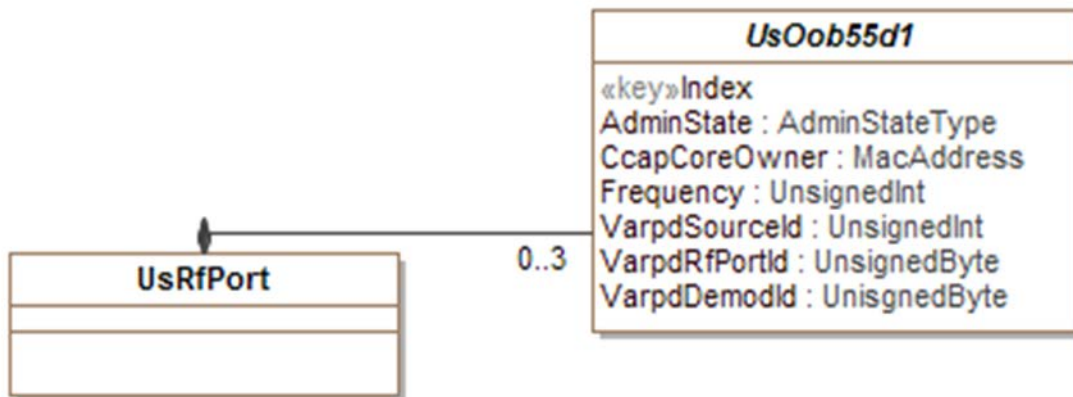 UsOob55d1
«key»Index
AdminState : AdminStateType
CcapCoreOwner : MacAddress
Frequency : UnsignedInt
VarpdSourceId : UnsignedInt
VarpdRfPortId : UnsignedByte
VarpdDemodId : UnisgnedByte
0..3
UsRfPort